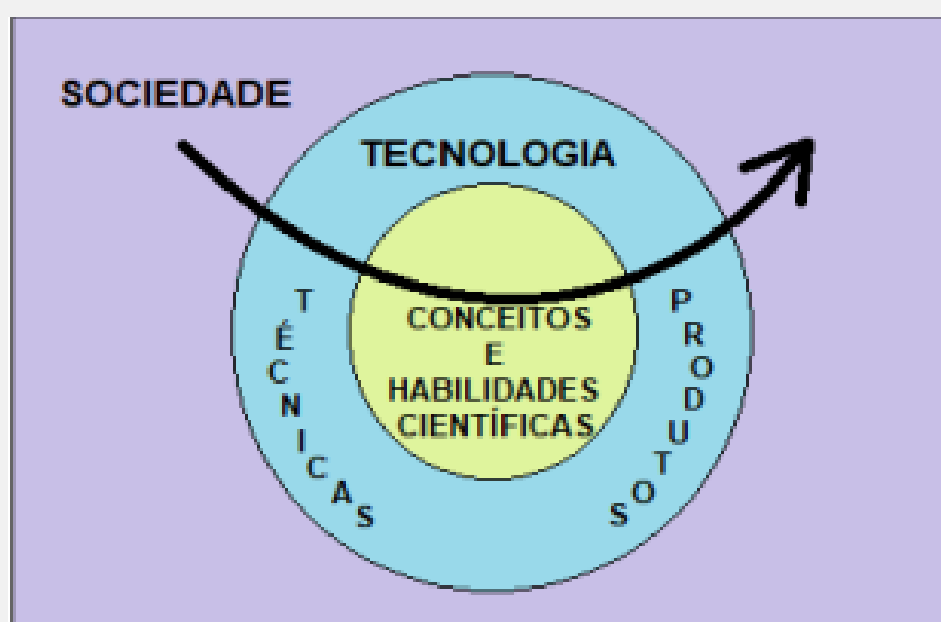 SOCIEDADE
TECNOLOGIA
TÉCNICAS
CONCEITOS
E
HABILIDADES
CIENTÍFICAS
PRODUTOS